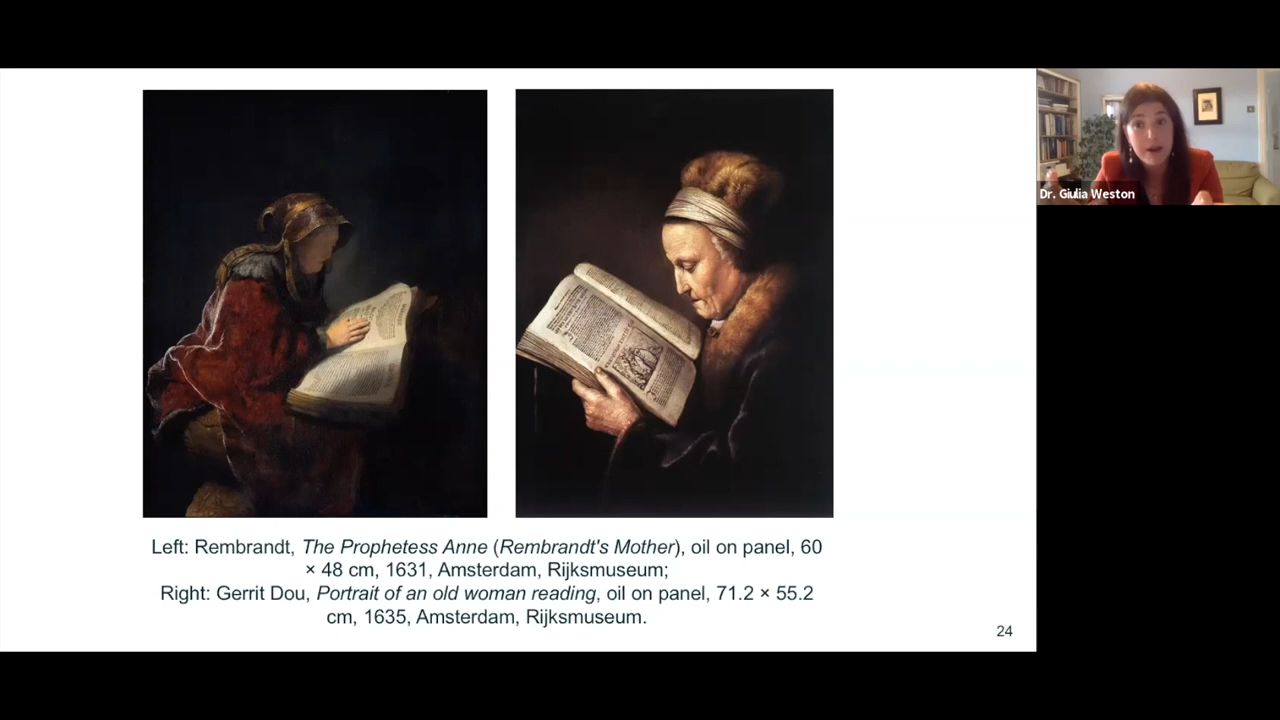 Dr. Giulia Weston
Left: Rembrandt, The Prophetess Anne (Rembrandt's Mother), oil on panel, 60
× 48 cm, 1631, Amsterdam, Rijksmuseum;
Right: Gerrit Dou, Portrait of an old woman reading, oil on panel, 71.2 × 55.2
cm, 1635, Amsterdam, Rijksmuseum.
24